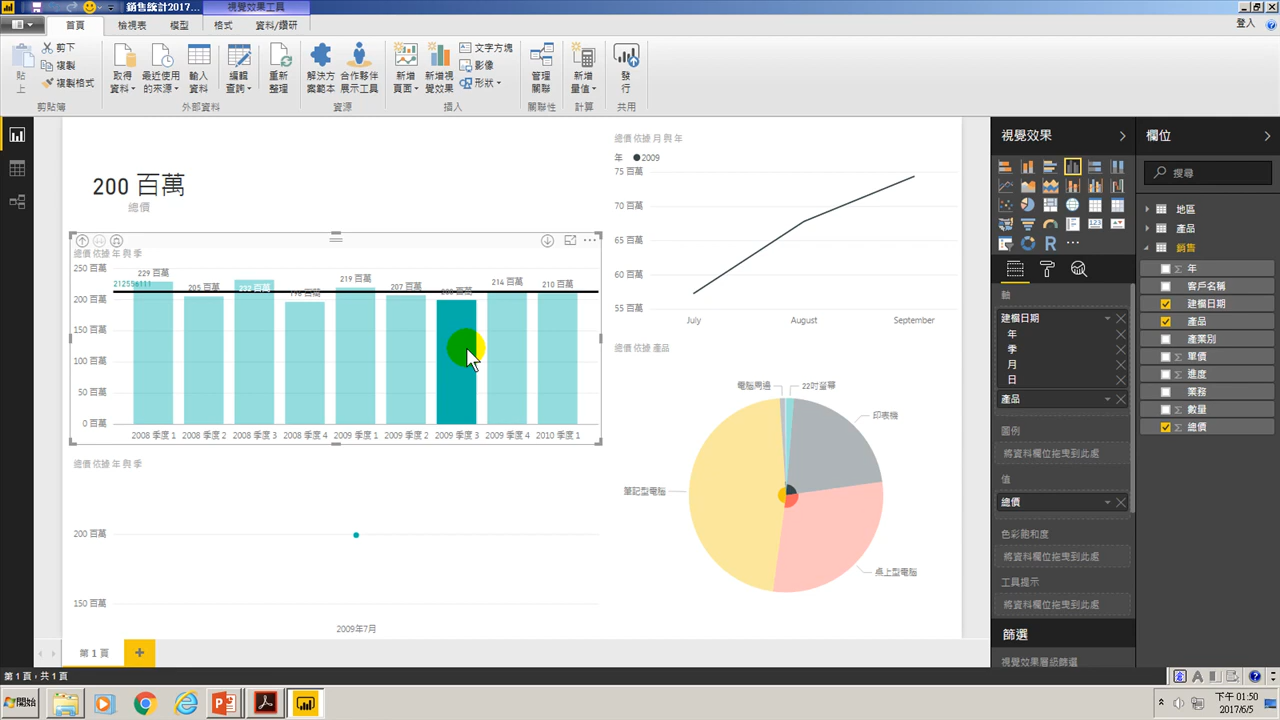 銷售統計2017...
視覺效果工具
首頁
檢視表
模型
格式
資料/鑽研
登入
貼上
剪下
複製
複製格式
剪貼簿
取得資料
最近使用的來源
輸入資料
編輯查詢
外部資料
重新整理
解決方案範本
合作夥伴展示工具
資源
新增頁面
新增視覺效果
文字方塊
影像
形狀
插入
管理關聯
關聯性
新增量值
計算
發行
共用
200 百萬
總價
總價 依據 年 與 季
250 百萬
200 百萬
150 百萬
100 百萬
50 百萬
0 百萬
212556111
229 百萬
205 百萬
232 百萬
219 百萬
207 百萬
200 百萬
214 百萬
210 百萬
2008 季度 1
2008 季度 2
2008 季度 3
2008 季度 4
2009 季度 1
2009 季度 2
2009 季度 3
2009 季度 4
2010 季度 1
總價 依據 年 與 季
200 百萬
150 百萬
2009年7月
總價 依據 月 與 年
年 2009
75 百萬
70 百萬
65 百萬
60 百萬
55 百萬
July
August
September
總價 依據 產品
電腦周邊
22吋螢幕
印表機
筆記型電腦
桌上型電腦
視覺效果
R
軸
建檔日期
年
季
月
日
產品
圖例
將資料欄位拖曳到此處
值
總價
色彩飽和度
將資料欄位拖曳到此處
工具提示
將資料欄位拖曳到此處
篩選
視覺效果層級篩選
欄位
搜尋
地區
產品
銷售
年
客戶名稱
建檔日期
產品
產業別
單價
進度
業務
數量
總價
第 1 頁
第 1 頁，共 1 頁
開始
下午 01:50
2017/6/5